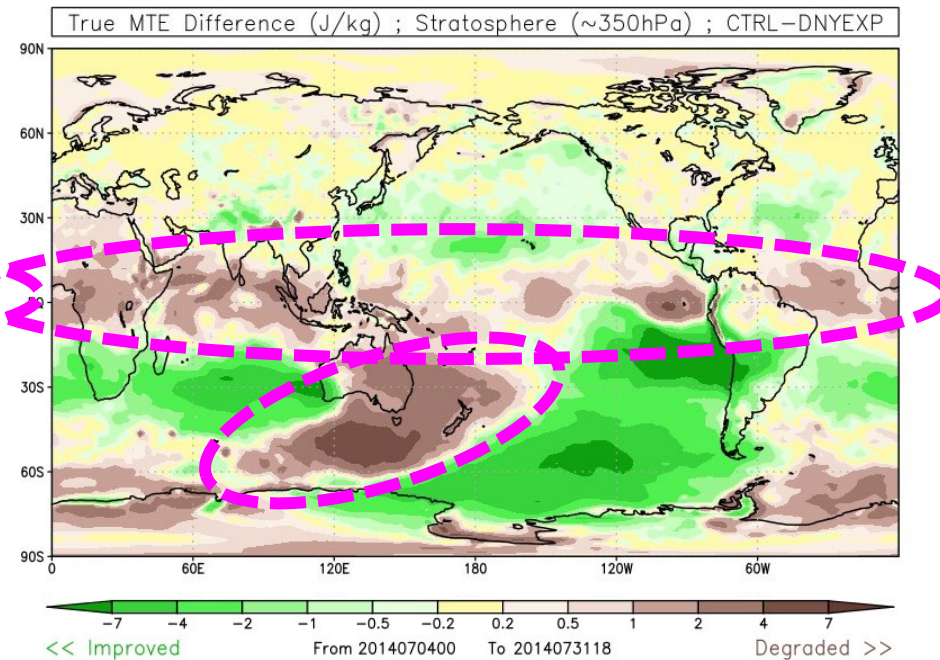 True MTE Difference (J/kg) ; Stratosphere (~350hPa) ; CTRL-DNYEXP
90N
60N
30N
30S
60S
90S
0 60E 120E 180 120W 60W
-7 -4 -2 -1 -0.5 -0.2 0.2 0.5 1 2 4 7
<< Improved From 2014070400 To 2014073118 Degraded >>